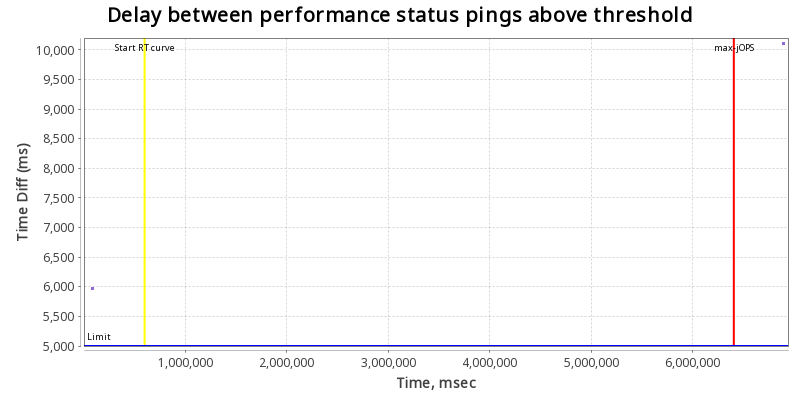 Delay between performance status pings above threshold
Time Diff (ms)
10,000
9,500
9,000
8,500
8,000
7,500
7,000
6,500
6,000
5,500
5,000
Start RT curve
max-jOPS
Limit
1,000,000
2,000,000
3,000,000
4,000,000
5,000,000
6,000,000
Time, msec